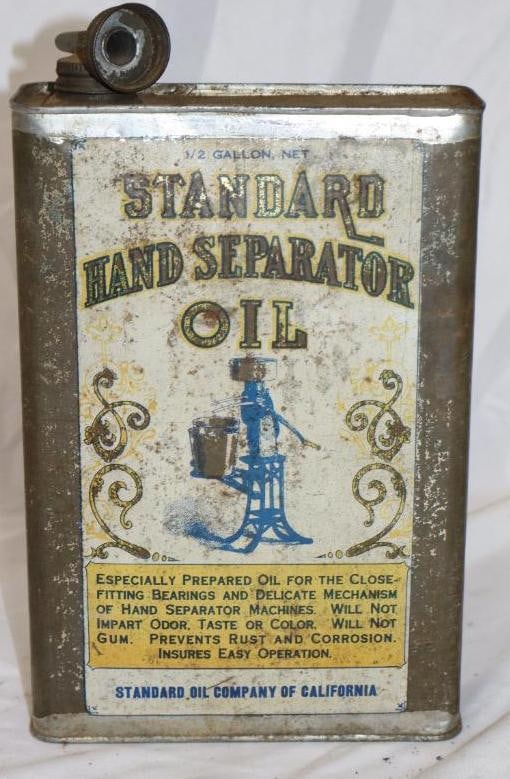 1/2 GALLON, NET
STANDARD
HAND SEPARATOR
OIL
ESPECIALLY PREPARED OIL FOR THE CLOSE-
FITTING BEARINGS AND DELICATE MECHANISM
OF HAND SEPARATOR MACHINES. WILL NOT
IMPART ODOR, TASTE OR COLOR. WILL NOT
GUM. PREVENTS RUST AND CORROSION.
INSURES EASY OPERATION.
STANDARD OIL COMPANY OF CALIFORNIA